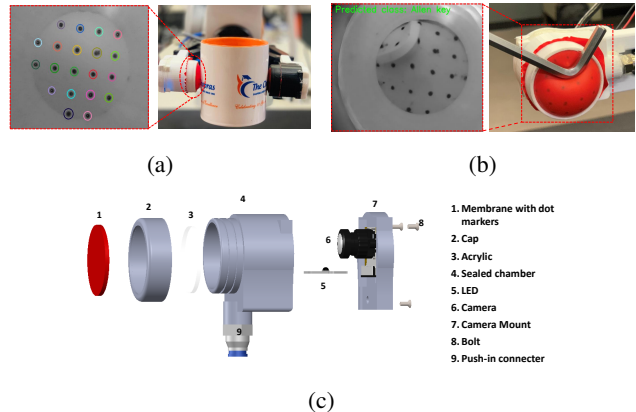 (a)
(b)
1
2
3
4
5
6
7
8
9
1. Membrane with dot
markers
2. Cap
3. Acrylic
4. Sealed chamber
5. LED
6. Camera
7. Camera Mount
8. Bolt
9. Push-in connecter
(c)